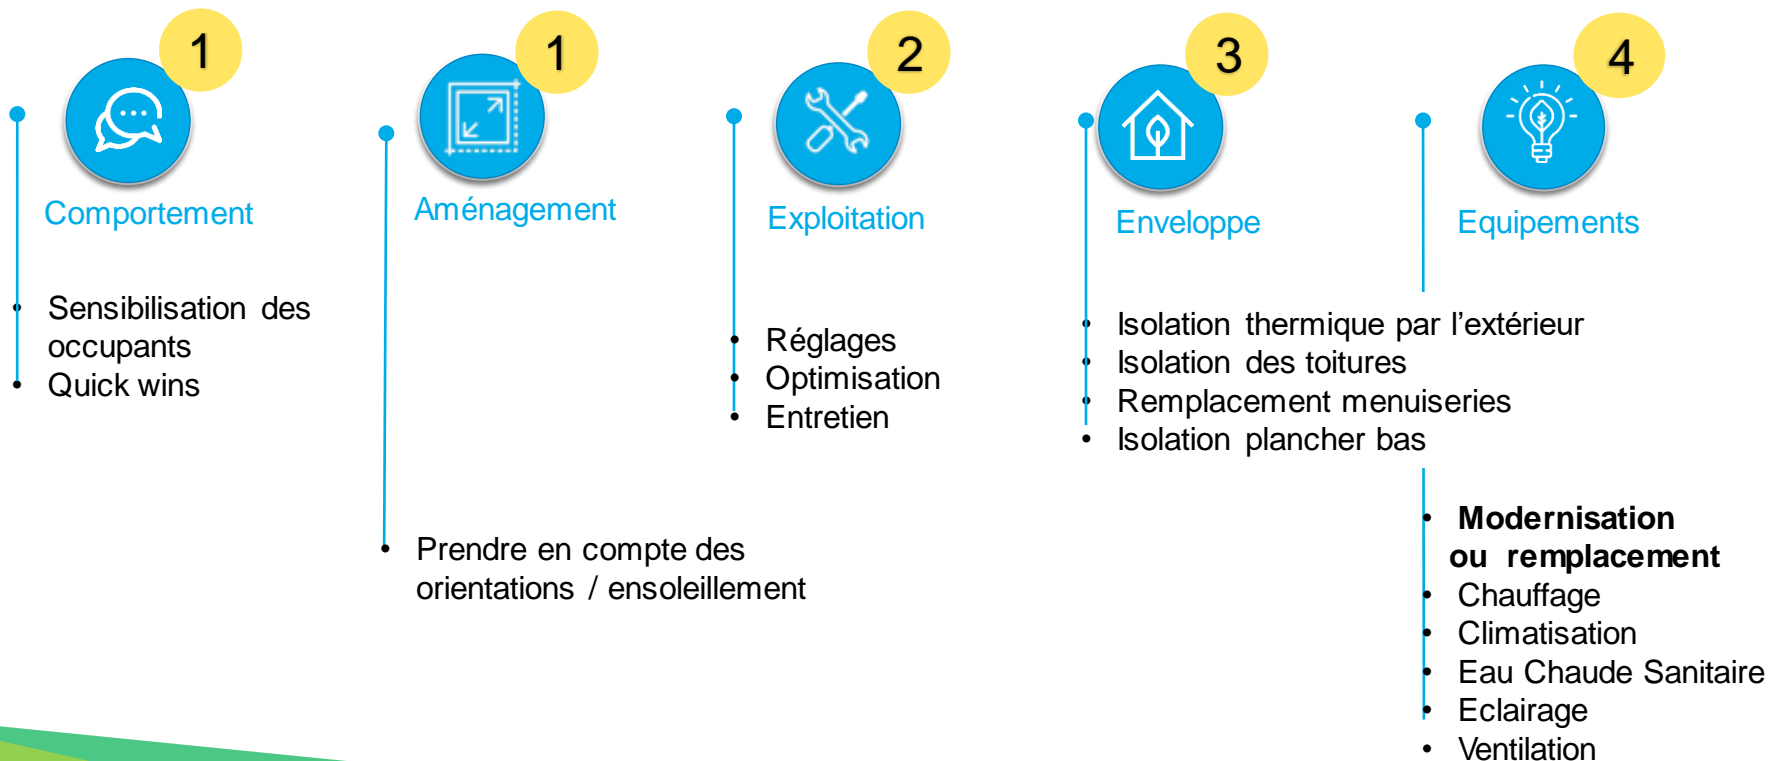 1
Comportement
• Sensibilisation des
occupants
• Quick wins
1
Aménagement
• Prendre en compte des
orientations / ensoleillement
2
Exploitation
• Réglages
• Optimisation
• Entretien
3
Enveloppe
• Isolation thermique par l’extérieur
• Isolation des toitures
• Remplacement menuiseries
• Isolation plancher bas
4
Equipements
• Modernisation
ou remplacement
• Chauffage
• Climatisation
• Eau Chaude Sanitaire
• Eclairage
• Ventilation